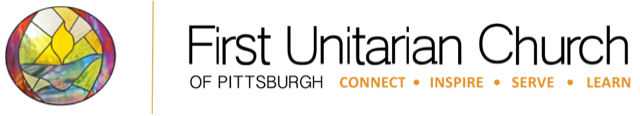 First Unitarian Church
OF PITTSBURGH CONNECT • INSPIRE • SERVE • LEARN